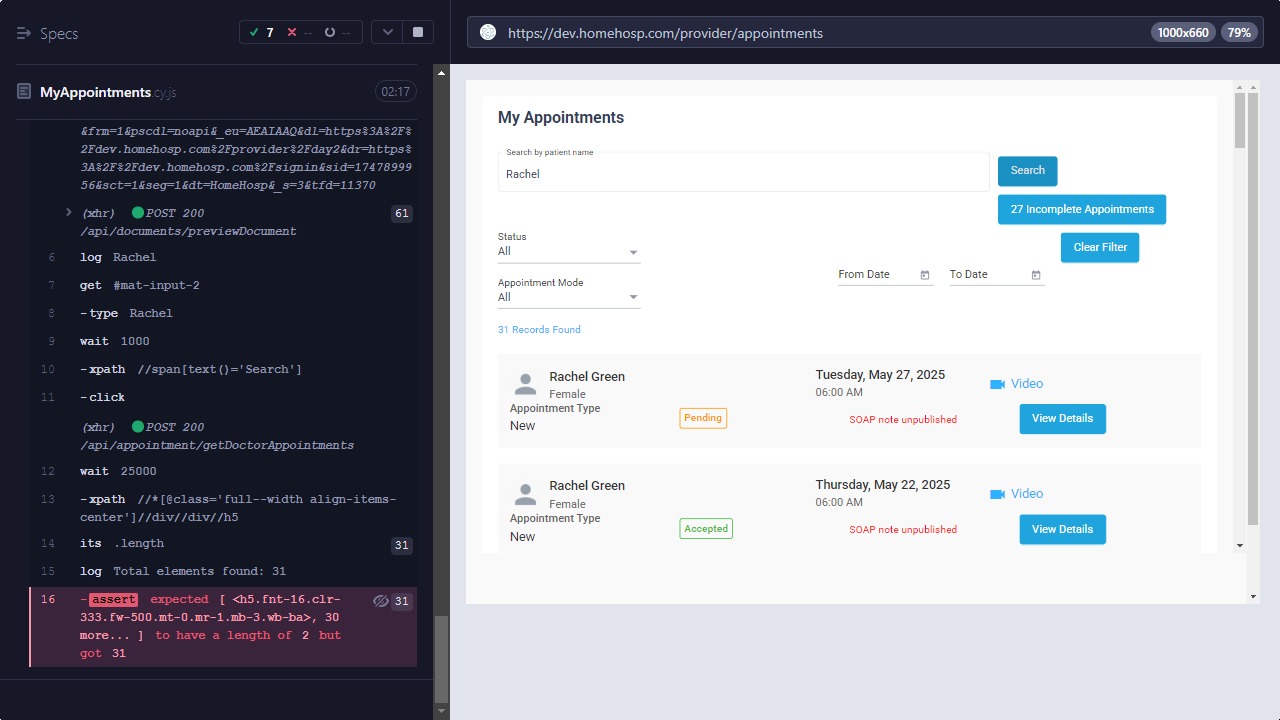 Specs
7
--
--
https://dev.homehosp.com/provider/appointments
1000x660
79%
MyAppointments cy.js
02:17
&frm=1&pscdl=noapi&_eu=AEAIAAQ&dl=https%3A%2F%
2Fdev.homehosp.com%2Fprovider%2Fday2&dr=https%
3A%2F%2Fdev.homehosp.com%2Fsignin&sid=17478999
56&sct=1&seg=1&dt=HomeHosp&_s=3&tfd=11370
(xhr) POST 200
/api/documents/previewDocument
61
6 log Rachel
7 get #mat-input-2
8 -type Rachel
9 wait 1000
10 -xpath //span[text()='Search']
11 -click
(xhr) POST 200
/api/appointment/getDoctorAppointments
12 wait 25000
13 -xpath //*[@class='full--width align-items-
center']//div//div//h5
14 its .length 31
15 log Total elements found: 31
16 -assert expected [ <h5.fnt-16.clr- 31
333.fw-500.mt-0.mr-1.mb-3.wb-ba>, 30
more... ] to have a length of 2 but
got 31
My Appointments
Search by patient name
Rachel
Search
27 Incomplete Appointments
Status
All
Clear Filter
From Date
To Date
Appointment Mode
All
31 Records Found
Rachel Green
Female
Appointment Type
New
Pending
Tuesday, May 27, 2025
06:00 AM
SOAP note unpublished
Video
View Details
Rachel Green
Female
Appointment Type
New
Accepted
Thursday, May 22, 2025
06:00 AM
SOAP note unpublished
Video
View Details